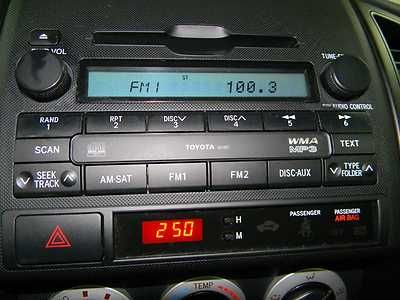 PWR VOL
TUNE-
ST
FM1 100.3
AUDIO CONTROL
RAND RPT DISC DISC
1 2 3 4 5 6
SCAN TOYOTA WMA MP3 TEXT
SEEK TRACK AM-SAT FM1 FM2 DISC-AUX TYPE FOLDER
250 H PASSENGER PASSENGER
M AIR BAG
TEMP